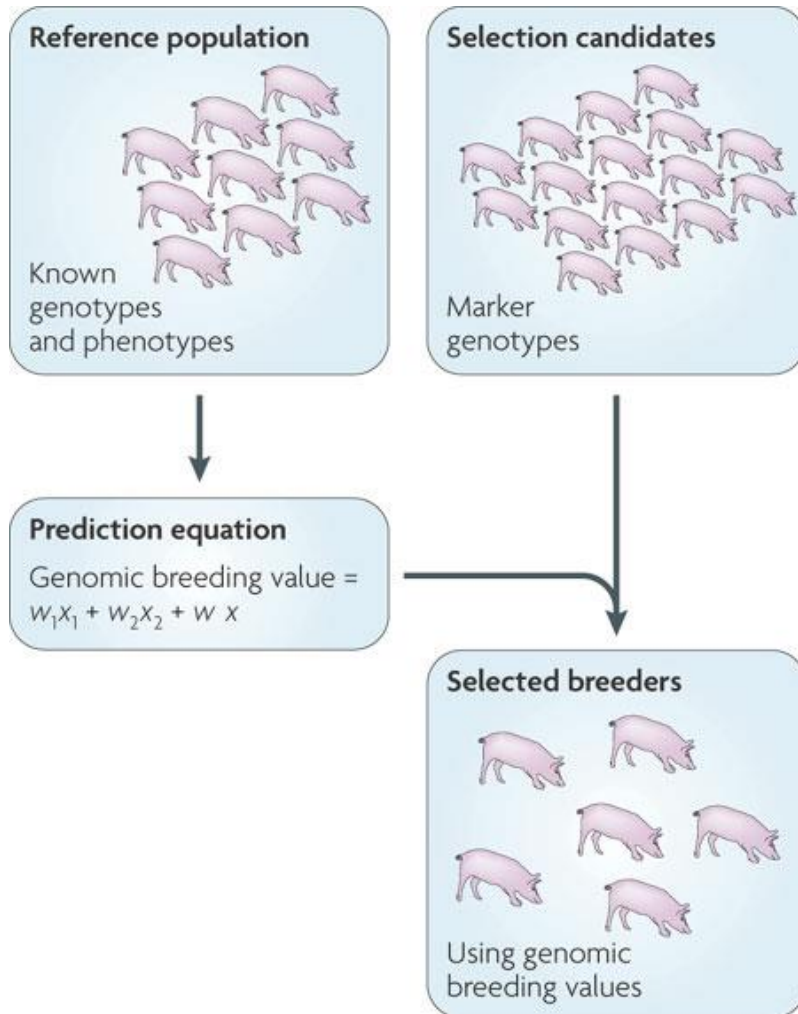 Reference population
Known
genotypes
and phenotypes
Selection candidates
Marker
genotypes
Prediction equation
Genomic breeding value =
w₁x₁ + w₂x₂ + w x
Selected breeders
Using genomic
breeding values